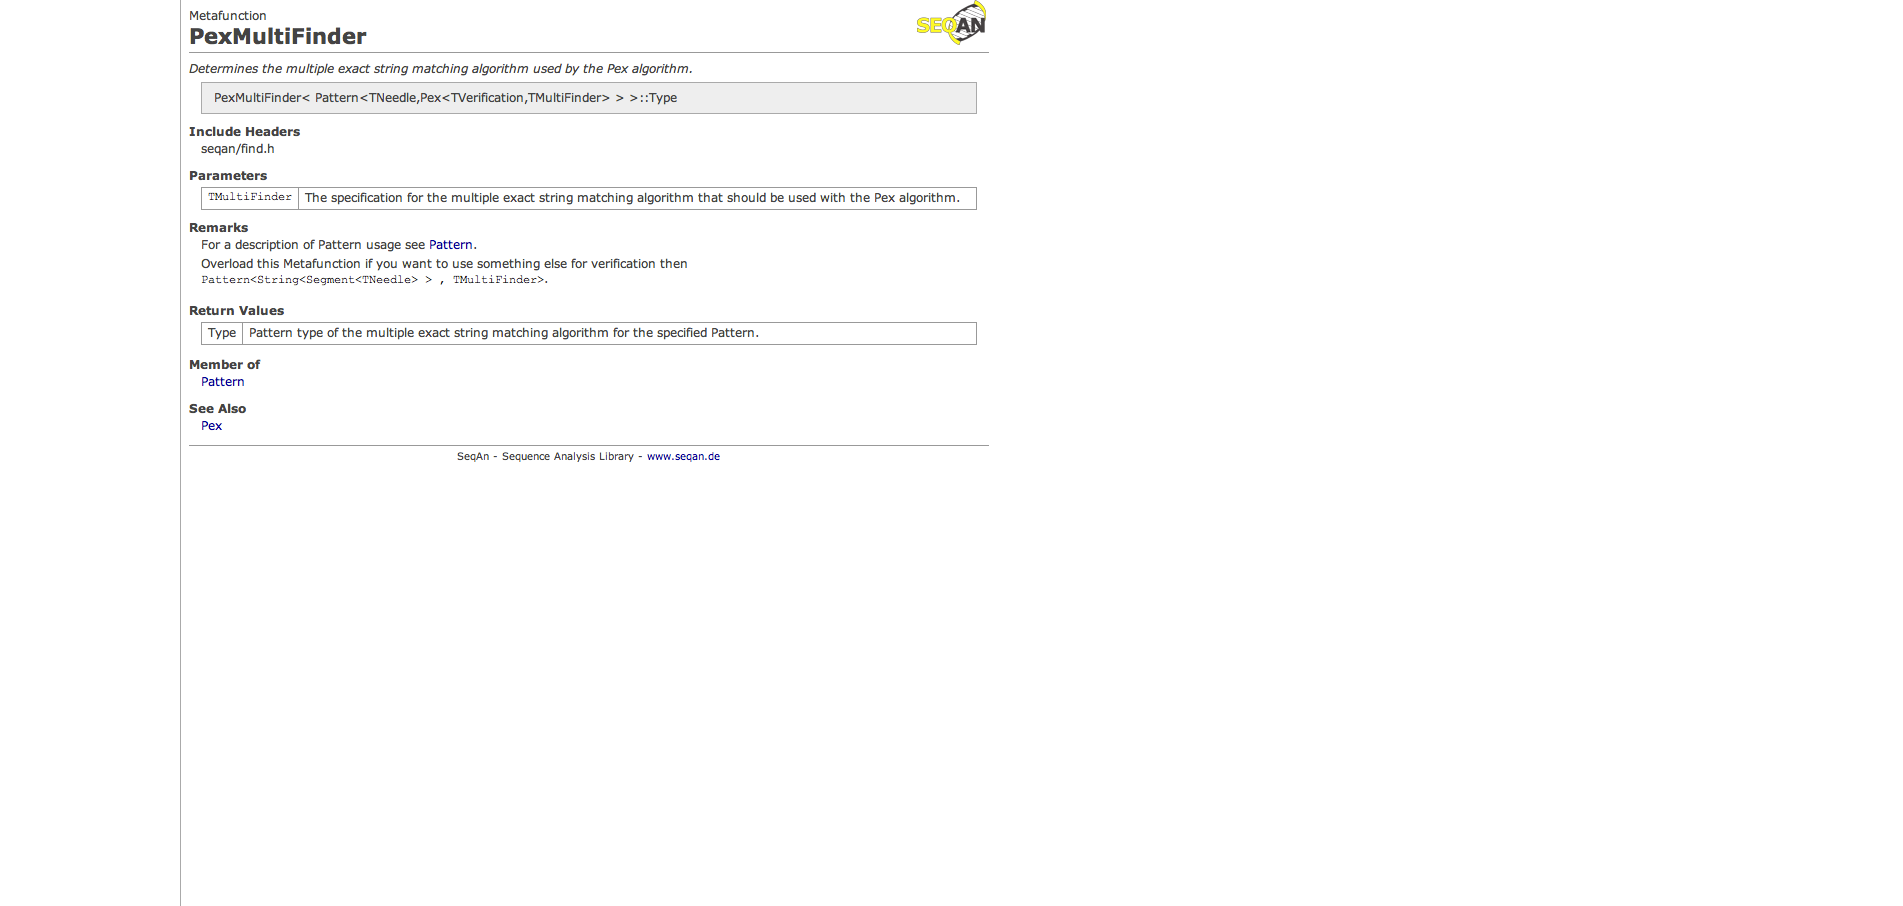 Metafunction
SEQAN
PexMultiFinder
Determines the multiple exact string matching algorithm used by the Pex algorithm.
PexMultiFinder< Pattern<TNeedle,Pex<TVerification,TMultiFinder> > >::Type
Include Headers
seqan/find.h
Parameters
TMultiFinder The specification for the multiple exact string matching algorithm that should be used with the Pex algorithm.
Remarks
For a description of Pattern usage see Pattern.
Overload this Metafunction if you want to use something else for verification then
Pattern<String<Segment<TNeedle> > , TMultiFinder>.
Return Values
Type Pattern type of the multiple exact string matching algorithm for the specified Pattern.
Member of
Pattern
See Also
Pex
SeqAn - Sequence Analysis Library - www.seqan.de